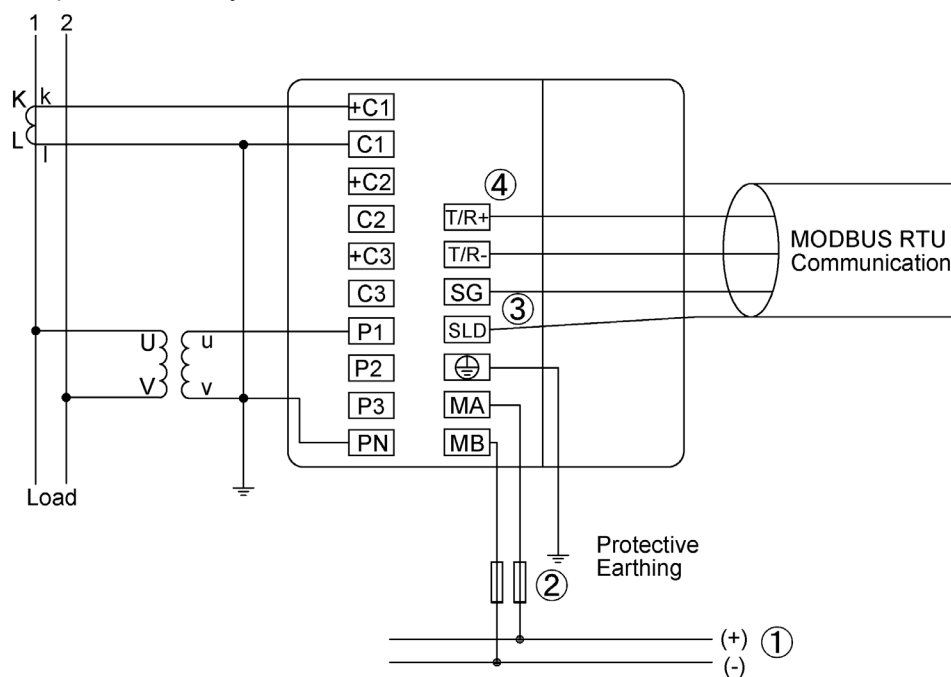 1 2
K k
L l
+C1
C1
+C2
C2
+C3
C3
P1
P2
P3
PN
U u
V v
Load
④
T/R+
T/R-
SG
③
SLD
MA
MB
MODBUS RTU
Communication
Protective
Earthing
②
(+) ①
(-)